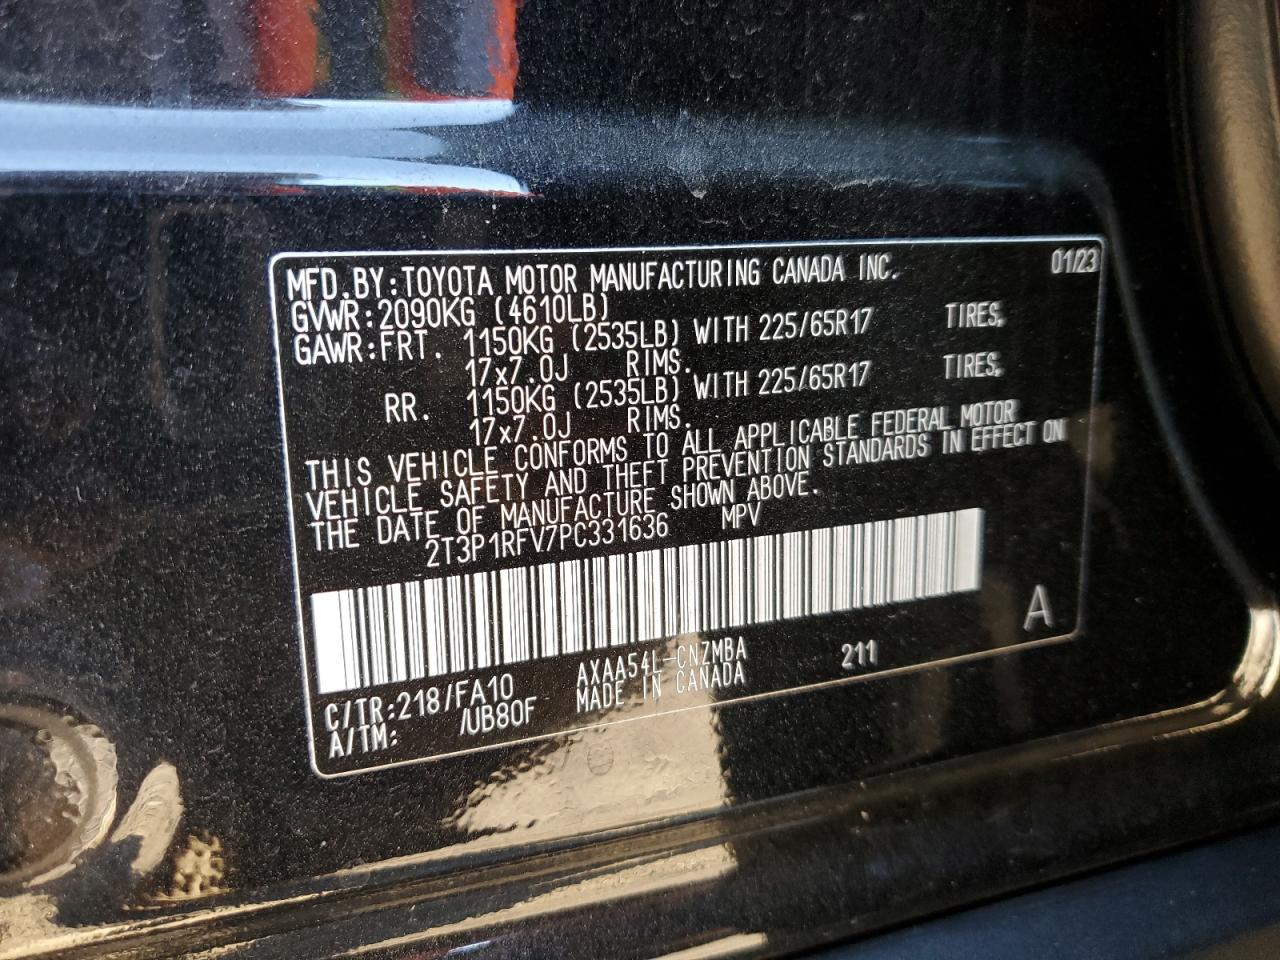 MFD.BY:TOYOTA MOTOR MANUFACTURING CANADA INC. 01/23
GVWR:2090KG (4610LB)
GAWR:FRT. 1150KG (2535LB) WITH 225/65R17 TIRES,
17x7.0J RIMS.
RR. 1150KG (2535LB) WITH 225/65R17 TIRES,
17x7.0J RIMS.
THIS VEHICLE CONFORMS TO ALL APPLICABLE FEDERAL MOTOR
VEHICLE SAFETY AND THEFT PREVENTION STANDARDS IN EFFECT ON
THE DATE OF MANUFACTURE SHOWN ABOVE.
2T3P1RFV7PC331636 MPV
A
C/TR:218/FA10 AXAA54L-CNZMBA 211
A/TM: /UB80F MADE IN CANADA